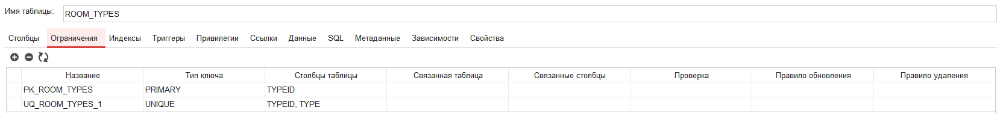 Имя таблицы: ROOM_TYPES
Столбцы Ограничения Индексы Триггеры Привилегии Ссылки Данные SQL Метаданные Зависимости Свойства
Название Тип ключа Столбцы таблицы Связанная таблица Связанные столбцы Проверка Правило обновления Правило удаления
PK_ROOM_TYPES PRIMARY TYPEID
UQ_ROOM_TYPES_1 UNIQUE TYPEID, TYPE